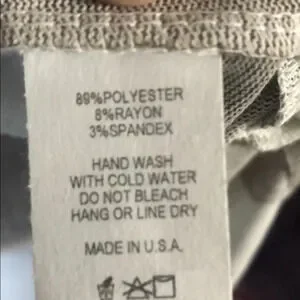 89%POLYESTER
8%RAYON
3%SPANDEX
HAND WASH
WITH COLD WATER
DO NOT BLEACH
HANG OR LINE DRY
MADE IN U.S.A.